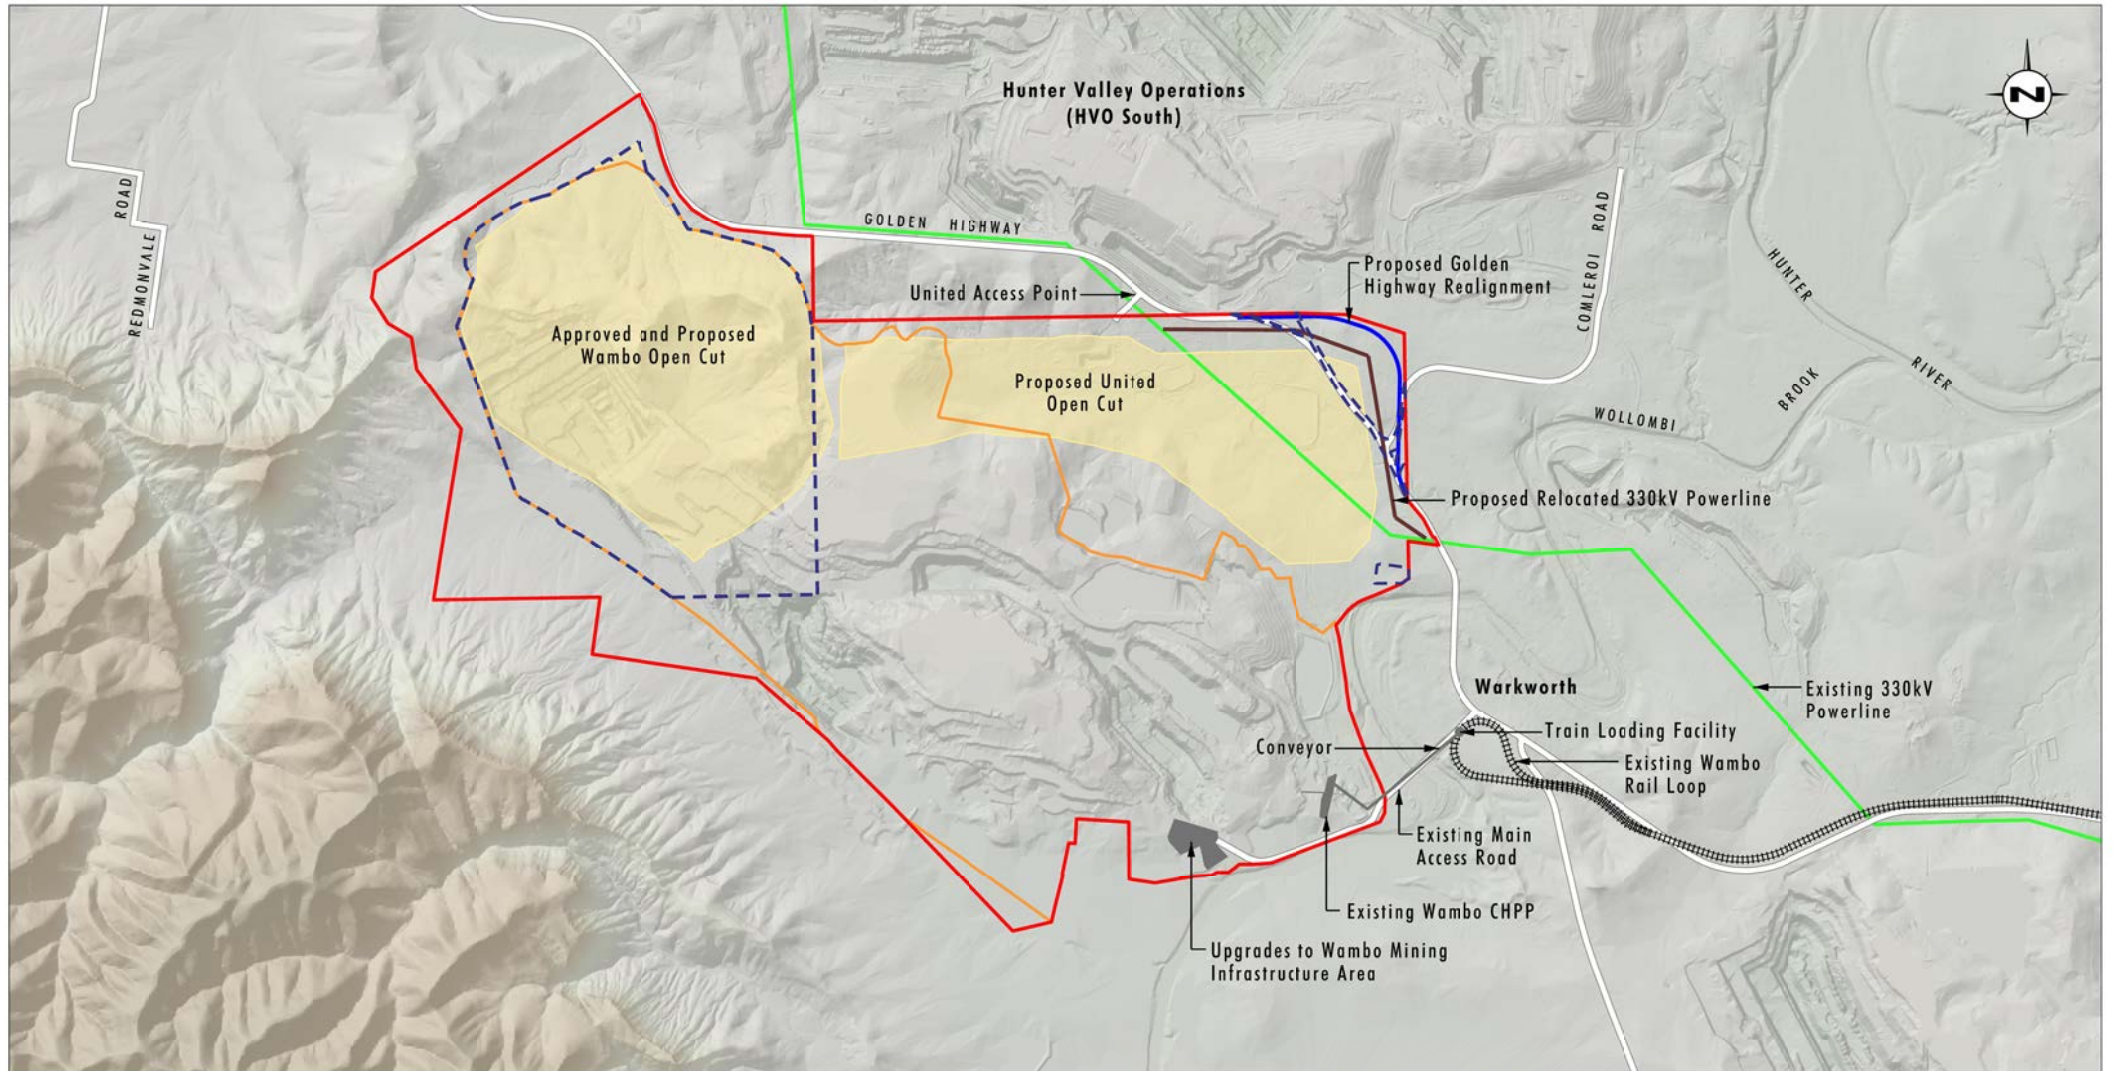 Hunter Valley Operations
(HVO South)
N
ROAD
REDMONVALE
GOLDEN HIGHWAY
COMLEROI ROAD
HUNTER
RIVER
United Access Point
Proposed Golden
Highway Realignment
Approved and Proposed
Wambo Open Cut
Proposed United
Open Cut
WOLLOMBI
BROOK
Proposed Relocated 330kV Powerline
Warkworth
Existing 330kV
Powerline
Train Loading Facility
Conveyor
Existing Wambo
Rail Loop
Existing Main
Access Road
Existing Wambo CHPP
Upgrades to Wambo Mining
Infrastructure Area